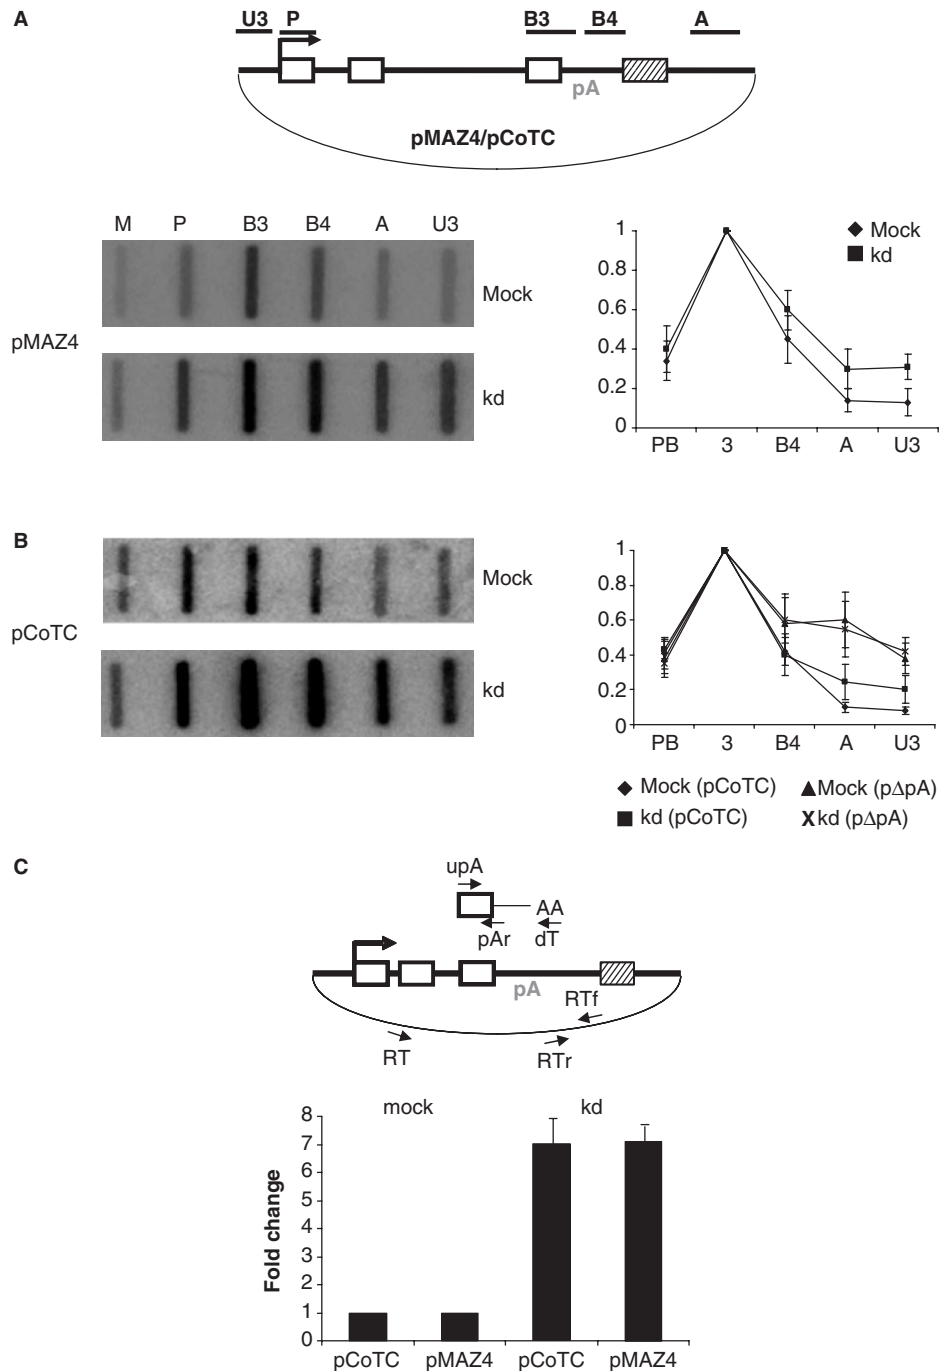 A
U3 P B3 B4 A
pA
pMAZ4/pCoTC
M P B3 B4 A U3
pMAZ4
Mock
kd
1
0.8
0.6
0.4
0.2
0
PB 3 B4 A U3
Mock
kd
B
pCoTC
Mock
kd
1
0.8
0.6
0.4
0.2
0
PB 3 B4 A U3
Mock (pCoTC) Mock (pΔpA)
kd (pCoTC) kd (pΔpA)
C
upA
AA
pAr dT
pA
RTf
RT RTr
mock kd
Fold change
8
7
6
5
4
3
2
1
0
pCoTC pMAZ4 pCoTC pMAZ4